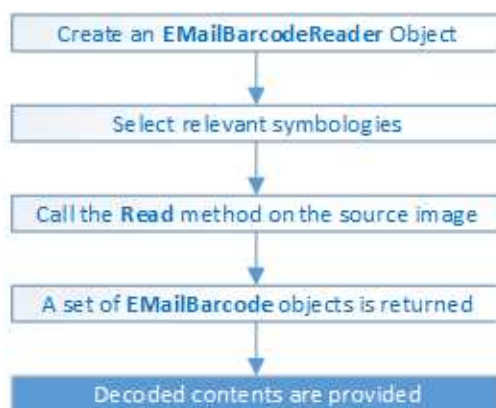 Create an EMailBarcodeReader Object
Select relevant symbologies
Call the Read method on the source image
A set of EMailBarcode objects is returned
Decoded contents are provided